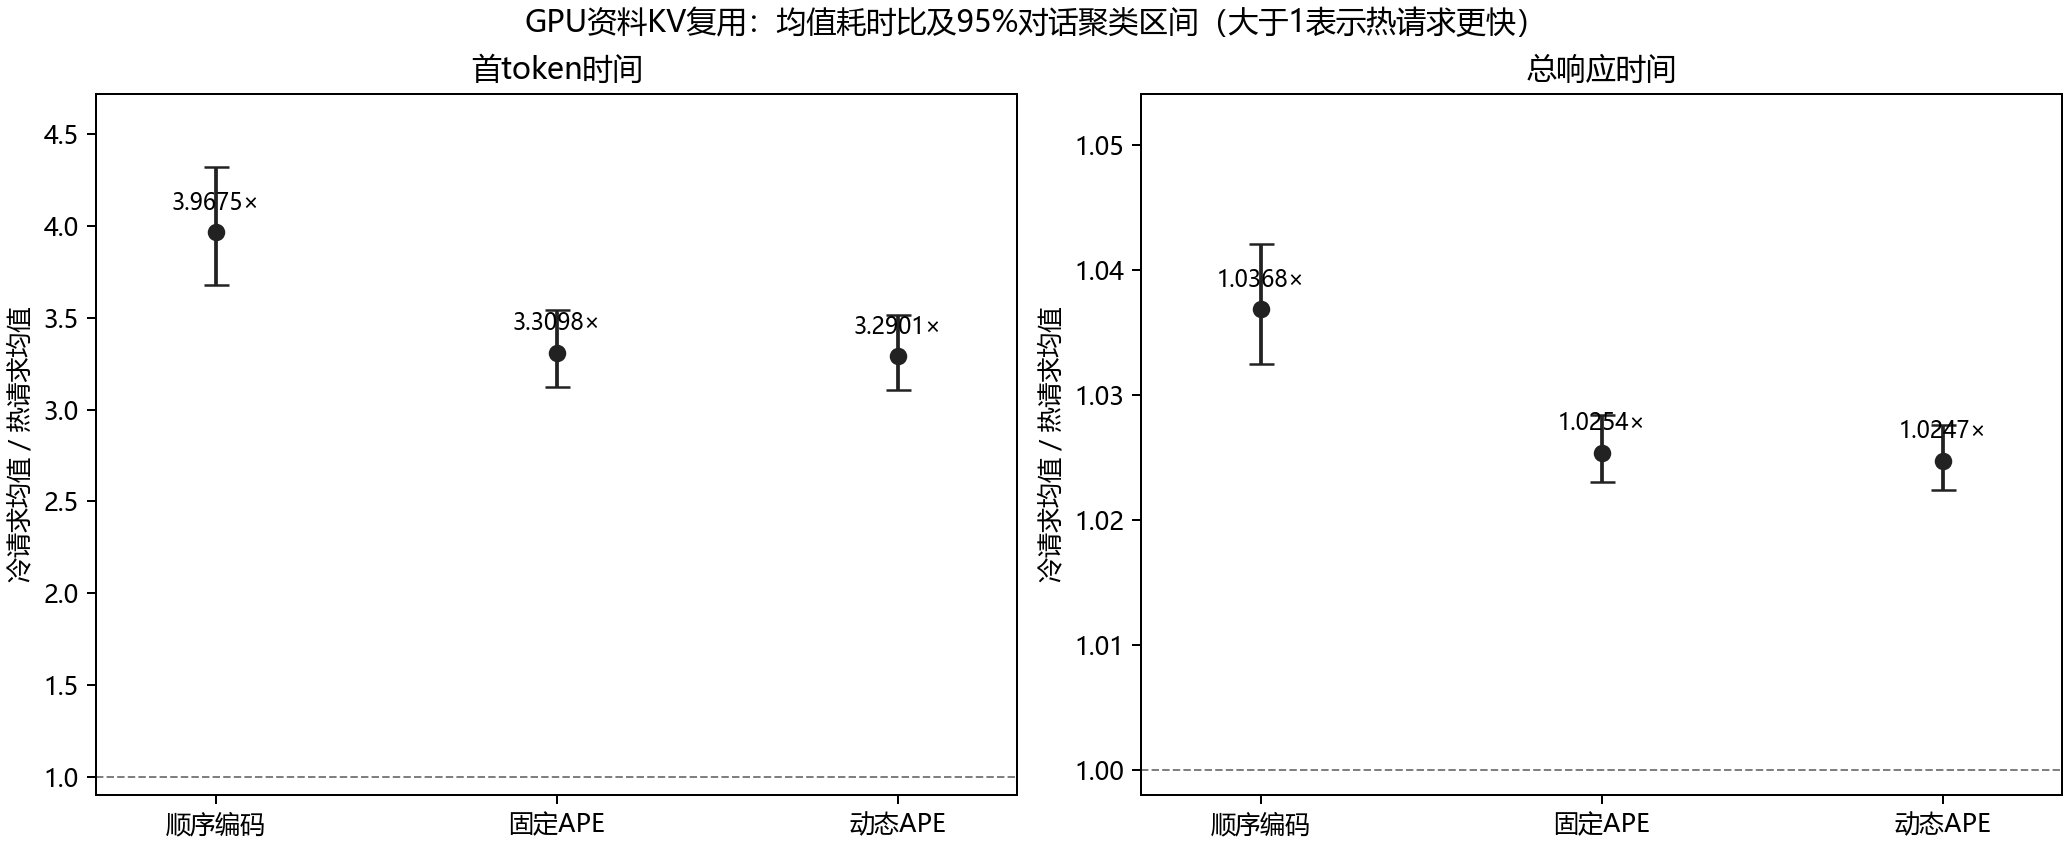 GPU资料KV复用：均值耗时比及95%对话聚类区间（大于1表示热请求更快）
首token时间
冷请求均值 / 热请求均值
4.5
4.0
3.5
3.0
2.5
2.0
1.5
1.0
3.9675×
3.3098×
3.2901×
顺序编码
固定APE
动态APE
总响应时间
冷请求均值 / 热请求均值
1.05
1.04
1.03
1.02
1.01
1.00
1.0368×
1.0254×
1.0247×
顺序编码
固定APE
动态APE